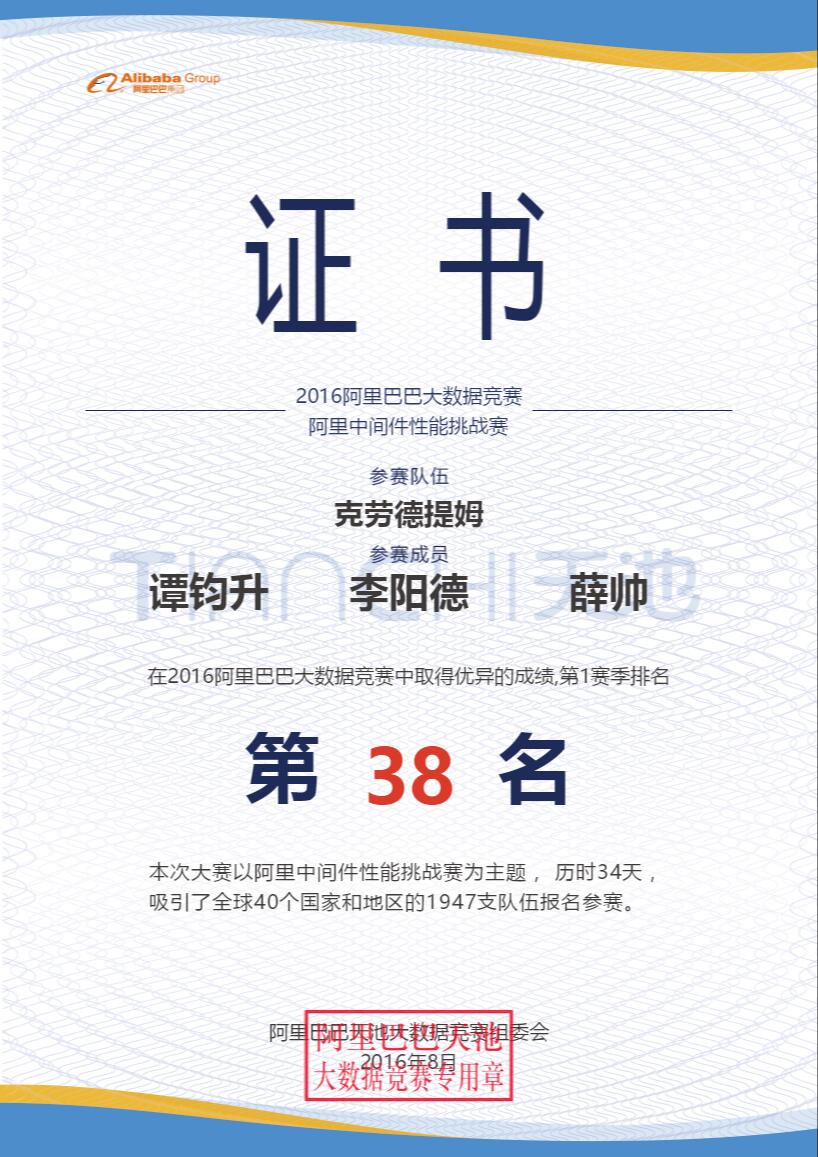 Alibaba Group
阿里巴巴集团
证 书
2016阿里巴巴大数据竞赛
阿里中间件性能挑战赛
参赛队伍
克劳德提姆
TIANCHI天池
参赛成员
谭钧升 李阳德 薛帅
在2016阿里巴巴大数据竞赛中取得优异的成绩,第1赛季排名
第 38 名
本次大赛以阿里中间件性能挑战赛为主题，历时34天，
吸引了全球40个国家和地区的1947支队伍报名参赛。
阿里巴巴天池大数据竞赛组委会
2016年8月
阿里巴巴天池
大数据竞赛专用章